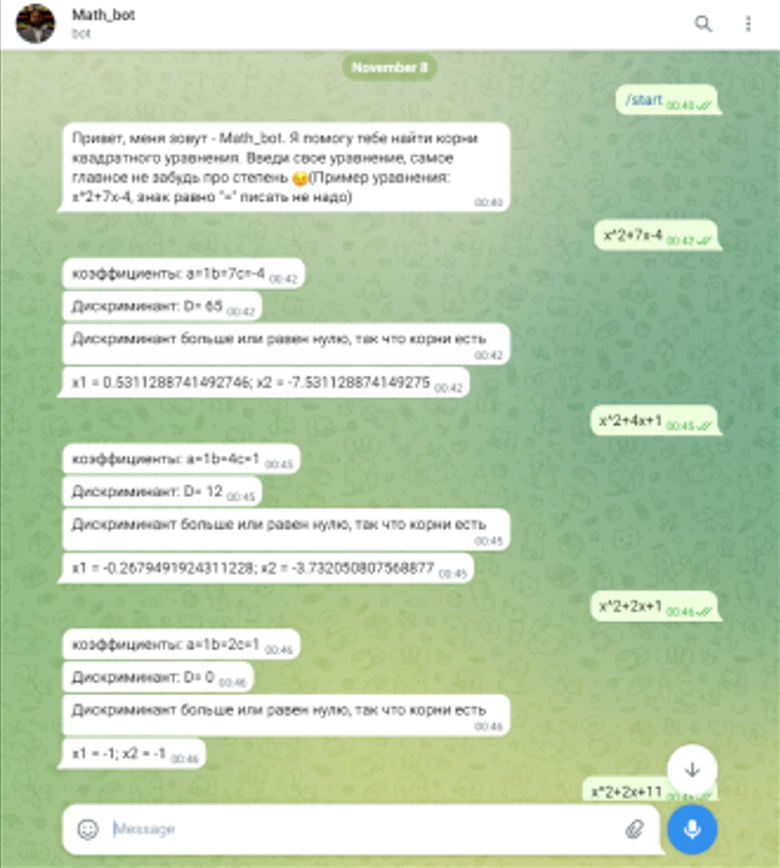 Math_bot
bot
November 8
/start 00:40
Привет, меня зовут - Math_bot. Я помогу тебе найти корни
квадратного уравнения. Введи свое уравнение, самое
главное не забудь про степень 😉(Пример уравнения:
x^2+7x-4, знак равно "=" писать не надо)
00:40
x^2+7x-4 00:42
коэффициенты: a=1b=7c=-4 00:42
Дискриминант: D= 65 00:42
Дискриминант больше или равен нулю, так что корни есть
00:42
x1 = 0.5311288741492746; x2 = -7.531128874149275 00:42
x^2+4x+1 00:45
коэффициенты: a=1b=4c=1 00:45
Дискриминант: D= 12 00:45
Дискриминант больше или равен нулю, так что корни есть
00:45
x1 = -0.2679491924311228; x2 = -3.732050807568877 00:45
x^2+2x+1 00:46
коэффициенты: a=1b=2c=1 00:46
Дискриминант: D= 0 00:46
Дискриминант больше или равен нулю, так что корни есть
00:46
x1 = -1; x2 = -1 00:46
x^2+2x+11
Message